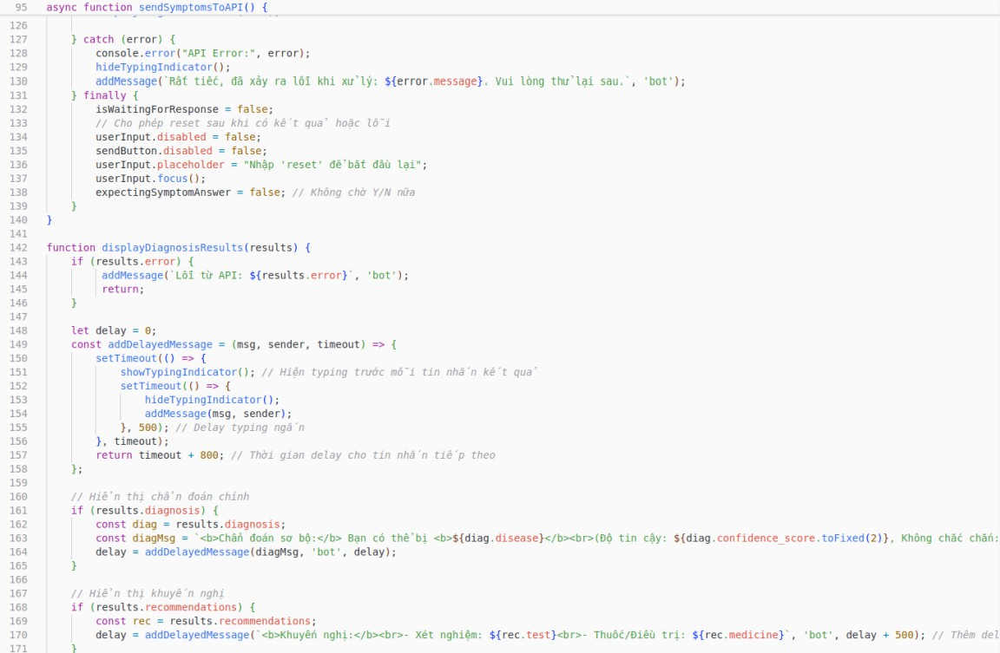 95 async function sendSymptomsToAPI() {
126
127 } catch (error) {
128 console.error("API Error:", error);
129 hideTypingIndicator();
130 addMessage(`Rất tiếc, đã xảy ra lỗi khi xử lý: ${error.message}. Vui lòng thử lại sau.`, 'bot');
131 } finally {
132 isWaitingForResponse = false;
133 // Cho phép reset sau khi có kết quả hoặc lỗi
134 userInput.disabled = false;
135 sendButton.disabled = false;
136 userInput.placeholder = "Nhập 'reset' để bắt đầu lại";
137 userInput.focus();
138 expectingSymptomAnswer = false; // Không chờ Y/N nữa
139 }
140 }
141
142 function displayDiagnosisResults(results) {
143 if (results.error) {
144 addMessage(`Lỗi từ API: ${results.error}`, 'bot');
145 return;
146 }
147
148 let delay = 0;
149 const addDelayedMessage = (msg, sender, timeout) => {
150 setTimeout(() => {
151 showTypingIndicator(); // Hiện typing trước mỗi tin nhắn kết quả
152 setTimeout(() => {
153 hideTypingIndicator();
154 addMessage(msg, sender);
155 }, 500); // Delay typing ngắn
156 }, timeout);
157 return timeout + 800; // Thời gian delay cho tin nhắn tiếp theo
158 };
159
160 // Hiển thị chẩn đoán chính
161 if (results.diagnosis) {
162 const diag = results.diagnosis;
163 const diagMsg = `<b>Chẩn đoán sơ bộ:</b> Bạn có thể bị <b>${diag.disease}</b><br>(Độ tin cậy: ${diag.confidence_score.toFixed(2)}, Không chắc chắn:
164 delay = addDelayedMessage(diagMsg, 'bot', delay);
165 }
166
167 // Hiển thị khuyến nghị
168 if (results.recommendations) {
169 const rec = results.recommendations;
170 delay = addDelayedMessage(`<b>Khuyến nghị:</b><br>- Xét nghiệm: ${rec.test}<br>- Thuốc/Điều trị: ${rec.medicine}`, 'bot', delay + 500); // Thêm del
171 }